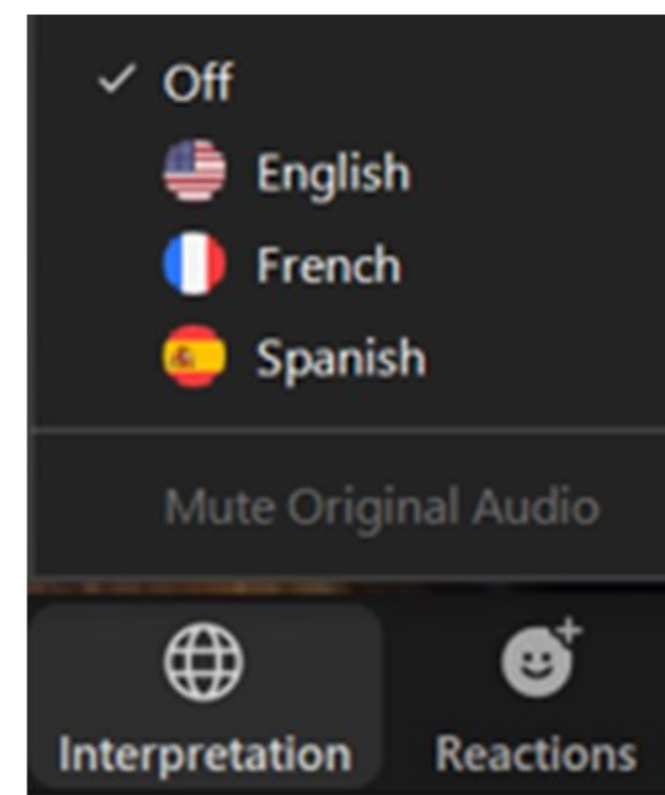 Off
English
French
Spanish
Mute Original Audio
Interpretation Reactions